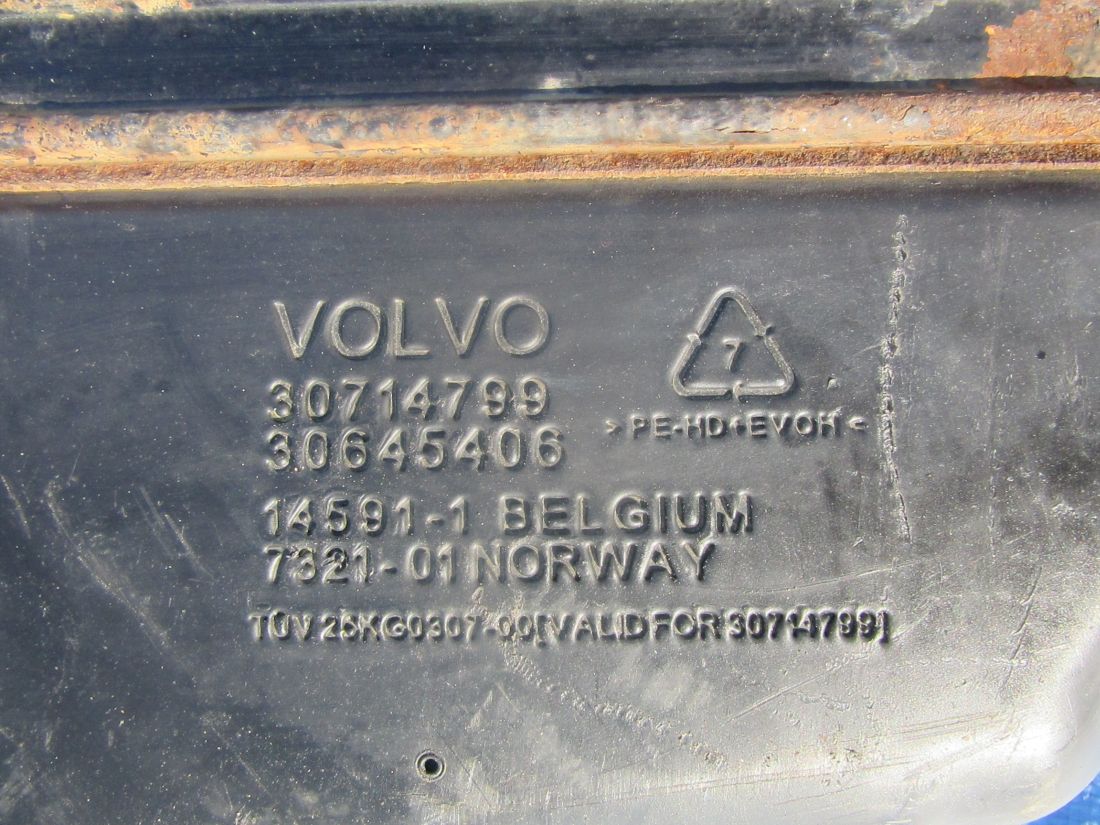 VOLVO
30714799
30645406
7
>PE-HD+EVOH<
14591-1 BELGIUM
7321-01 NORWAY
TÜV 25KG0307-00[VALID FOR 30714799]